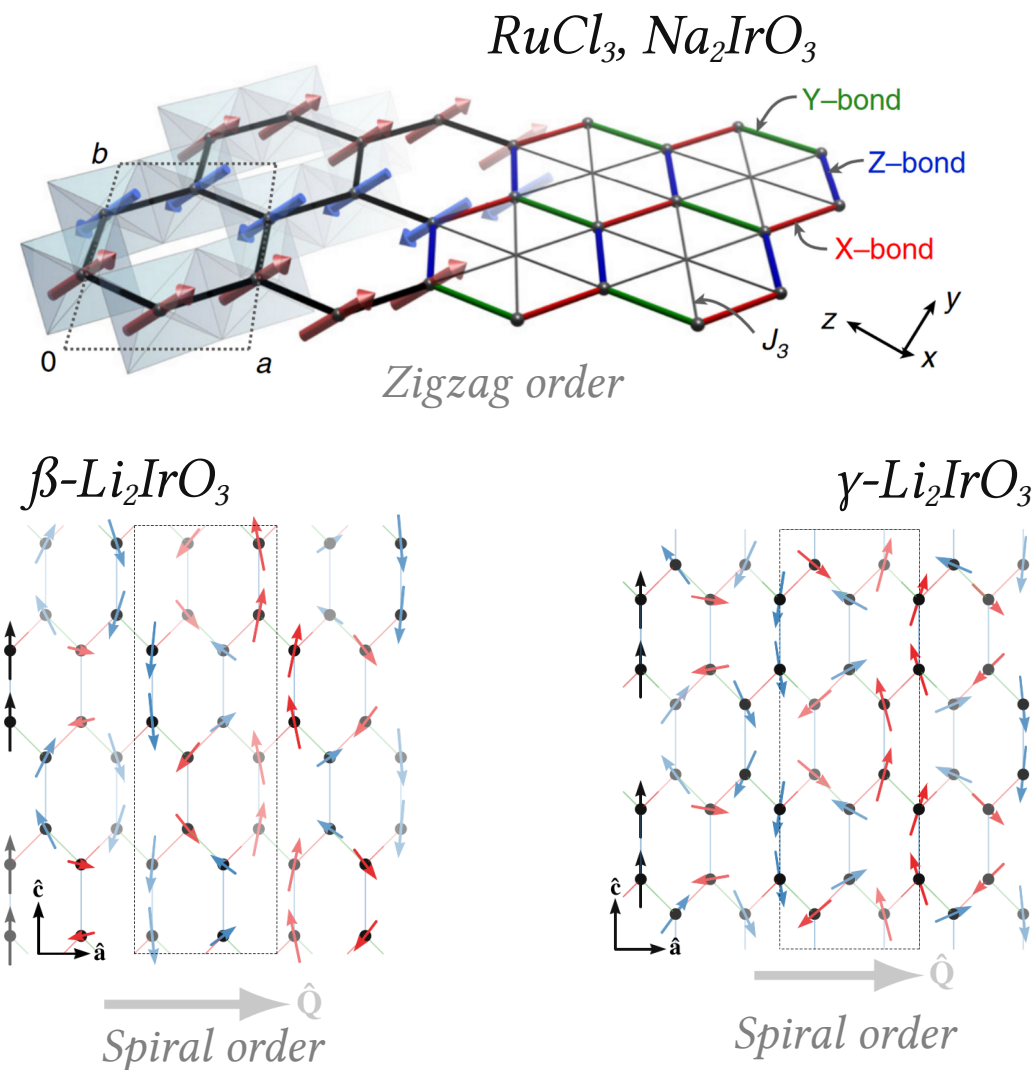 RuCl₃, Na₂IrO₃
Y–bond
b
Z–bond
X–bond
y
z
0
a
J₃
x
Zigzag order
ß-Li₂IrO₃
γ-Li₂IrO₃
ĉ
ĉ
â
â
Q̂
Q̂
Spiral order
Spiral order